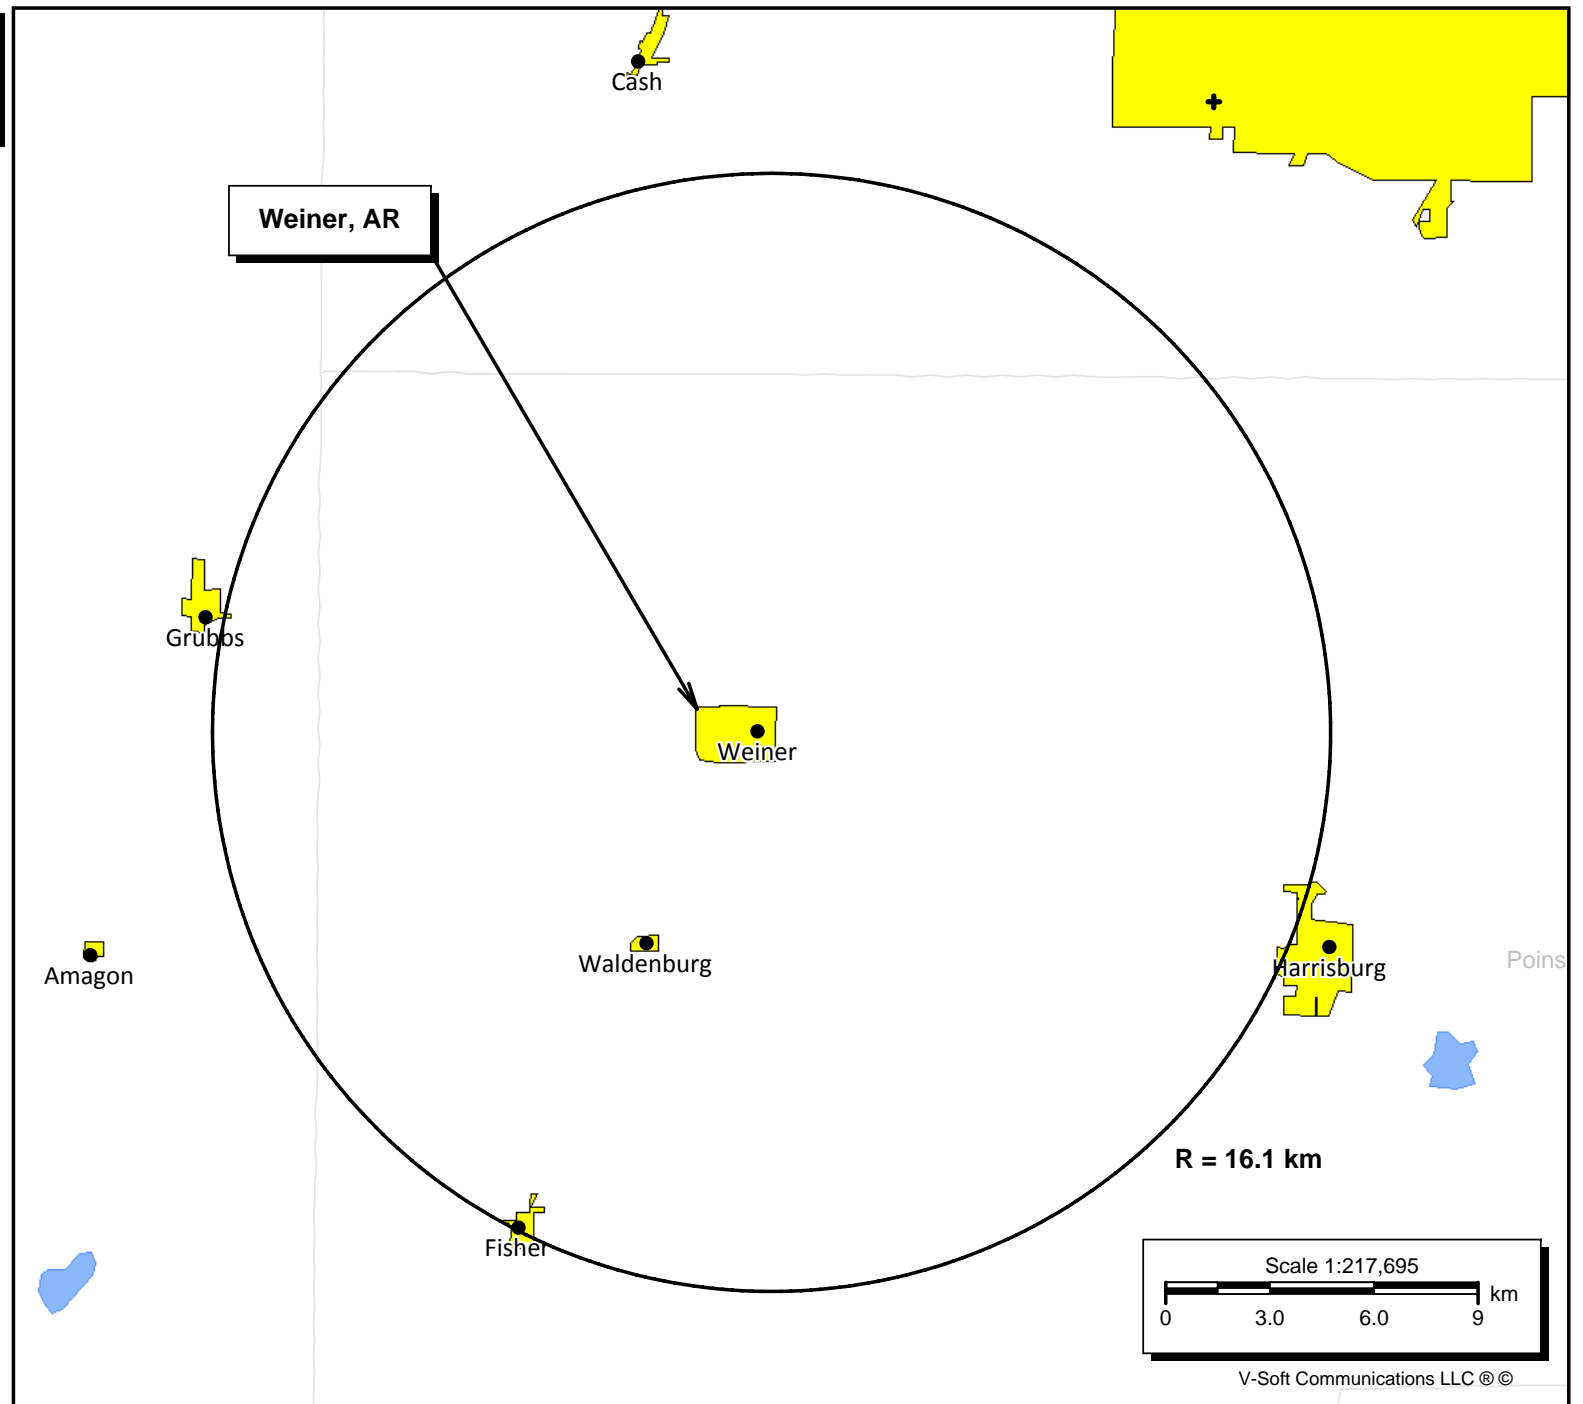 Cash
Weiner, AR
Grubbs
Weiner
Waldenburg
Amagon
Harrisburg
Poins
R = 16.1 km
Fisher
Scale 1:217,695
km
0 3.0 6.0 9
V-Soft Communications LLC ® ©